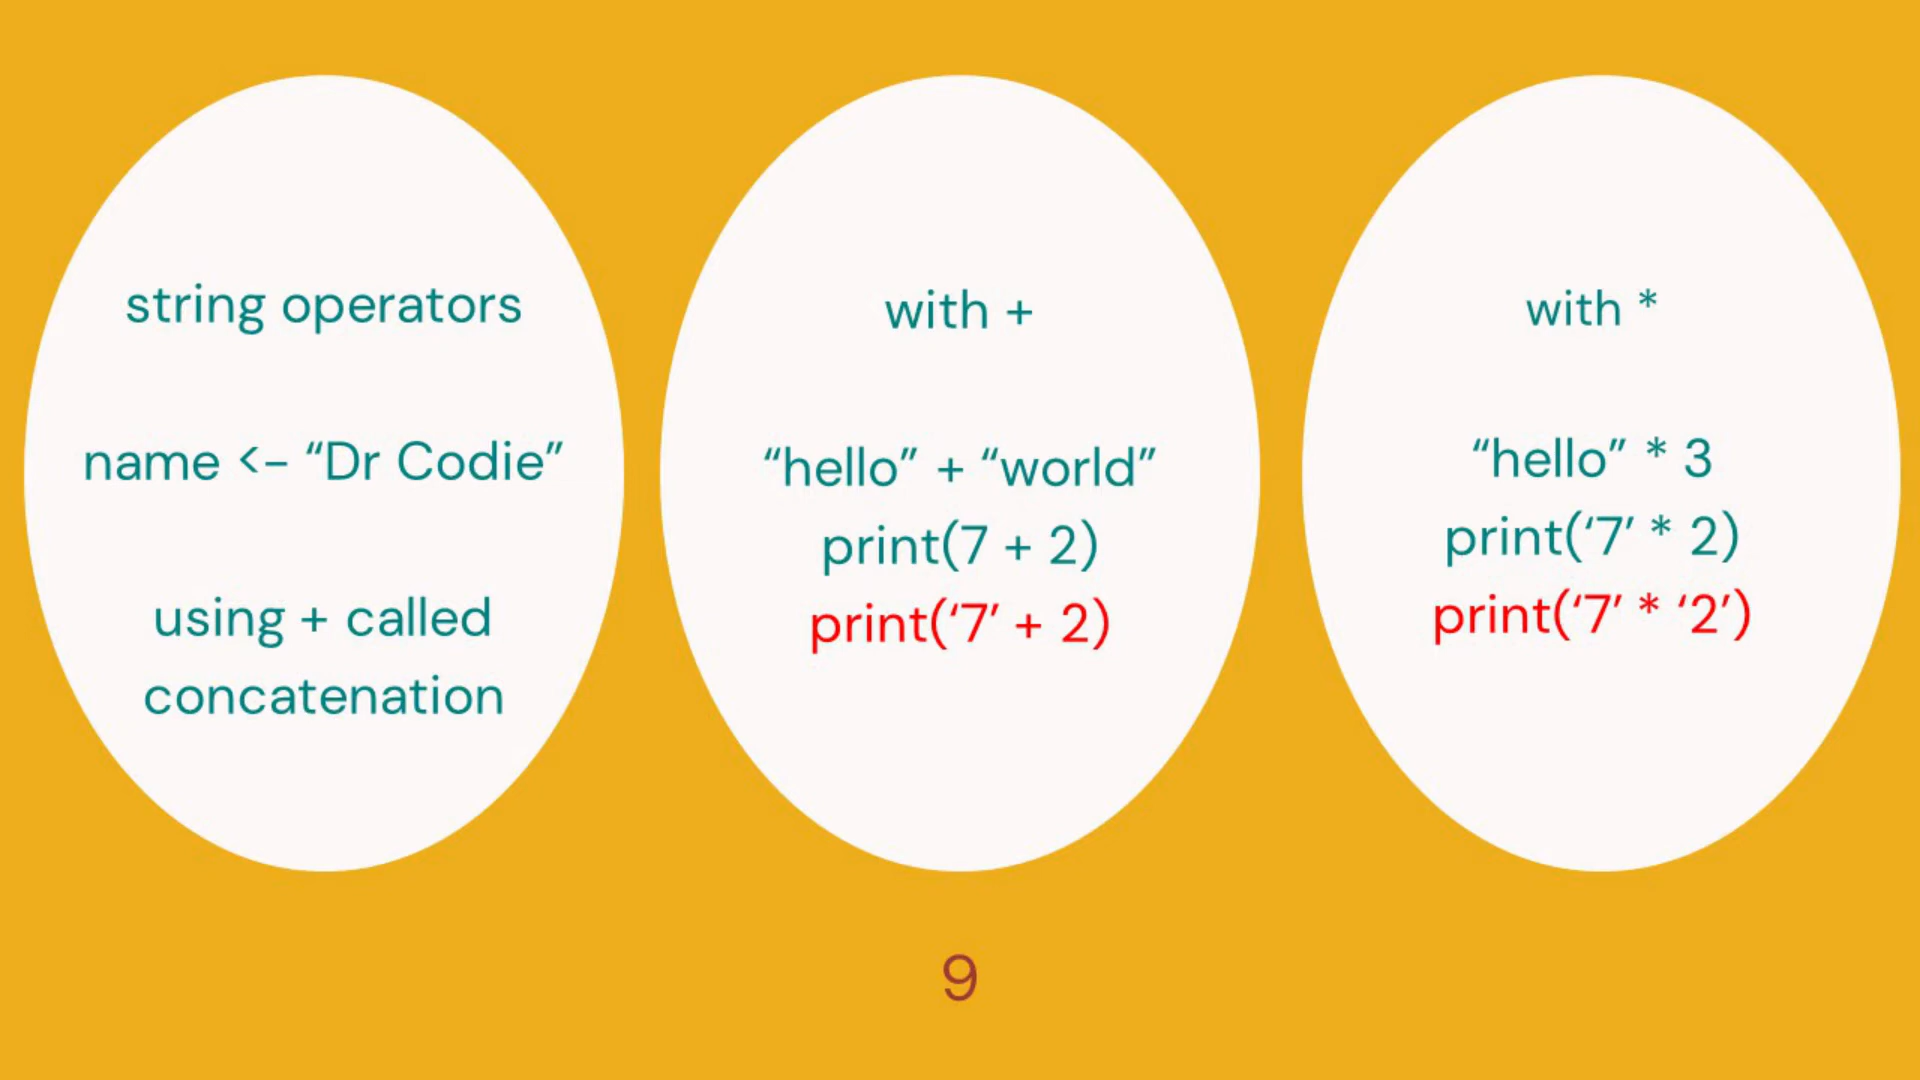 string operators
name <- “Dr Codie”
using + called
concatenation
with +
“hello” + “world”
print(7 + 2)
print(‘7’ + 2)
with *
“hello” * 3
print(‘7’ * 2)
print(‘7’ * ‘2’)
9